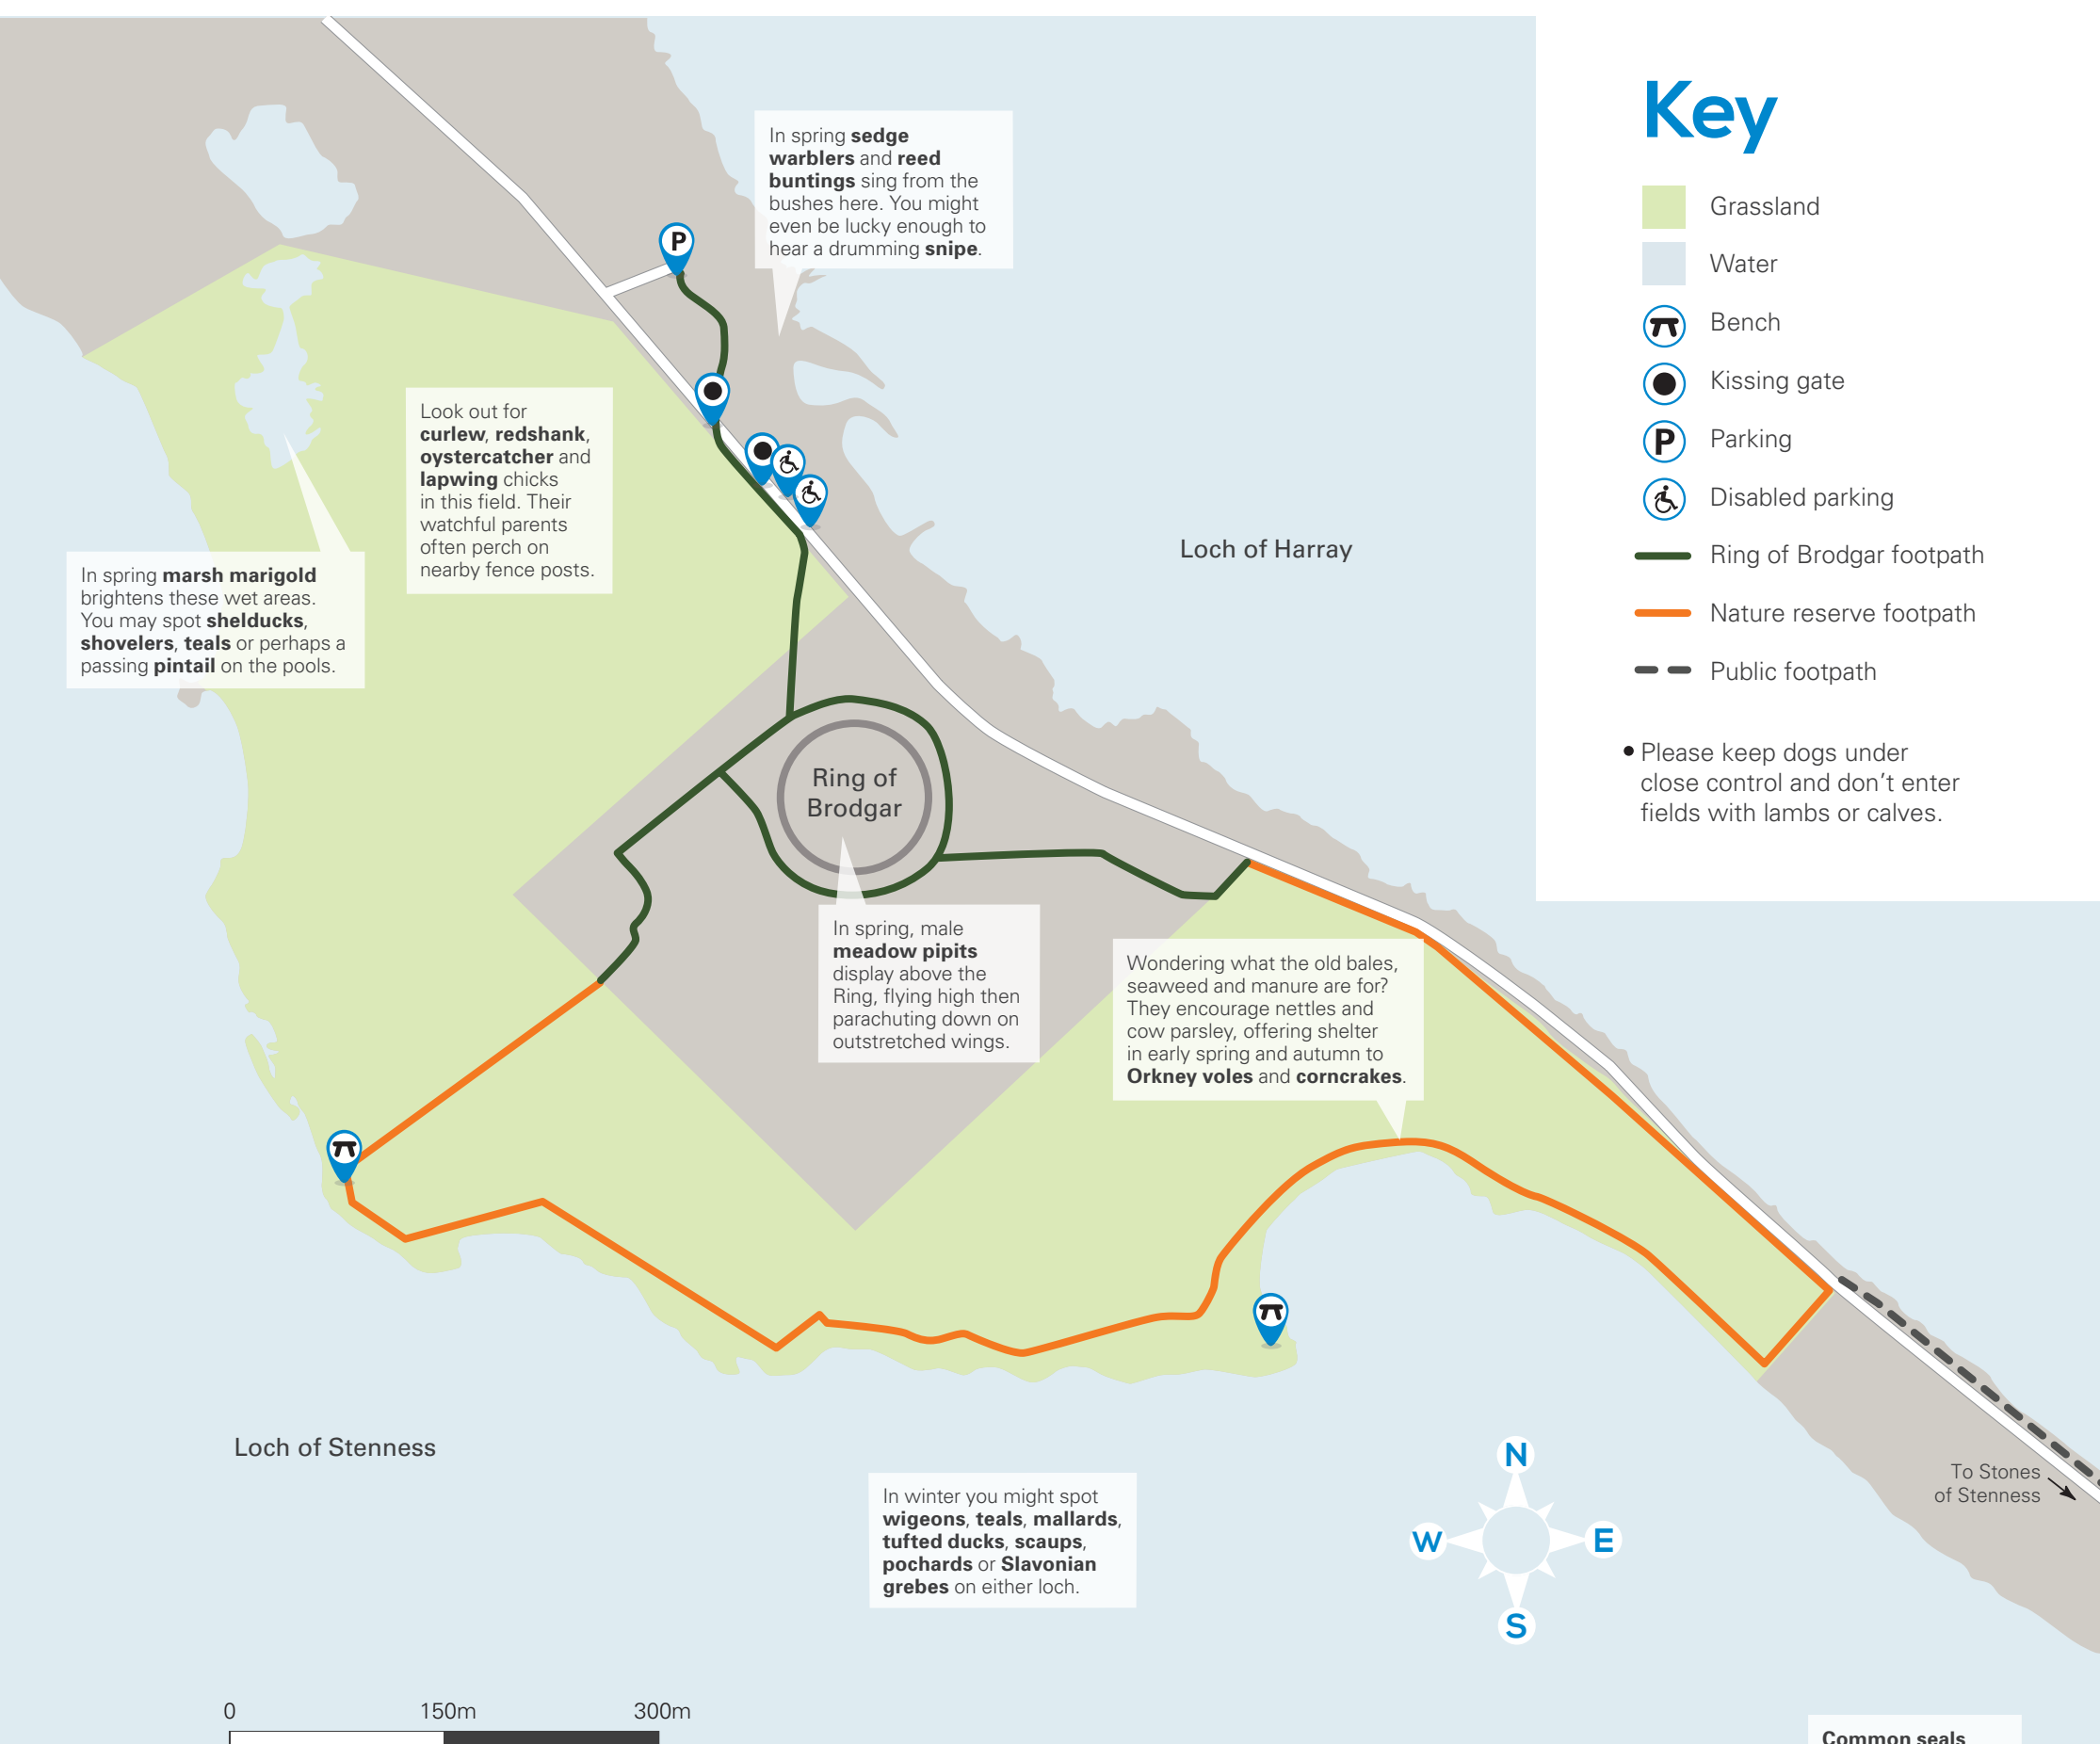 Key
Grassland
Water
Bench
Kissing gate
P
Parking
Disabled parking
Ring of Brodgar footpath
Nature reserve footpath
Public footpath
• Please keep dogs under
close control and don't enter
fields with lambs or calves.
In spring sedge
warblers and reed
buntings sing from the
bushes here. You might
even be lucky enough to
hear a drumming snipe.
P
Look out for
curlew, redshank,
oystercatcher and
lapwing chicks
in this field. Their
watchful parents
often perch on
nearby fence posts.
In spring marsh marigold
brightens these wet areas.
You may spot shelducks,
shovelers, teals or perhaps a
passing pintail on the pools.
Loch of Harray
Ring of
Brodgar
In spring, male
meadow pipits
display above the
Ring, flying high then
parachuting down on
outstretched wings.
Wondering what the old bales,
seaweed and manure are for?
They encourage nettles and
cow parsley, offering shelter
in early spring and autumn to
Orkney voles and corncrakes.
Loch of Stenness
In winter you might spot
wigeons, teals, mallards,
tufted ducks, scaups,
pochards or Slavonian
grebes on either loch.
N
W
E
S
To Stones
of Stenness
0 150m 300m
Common seals